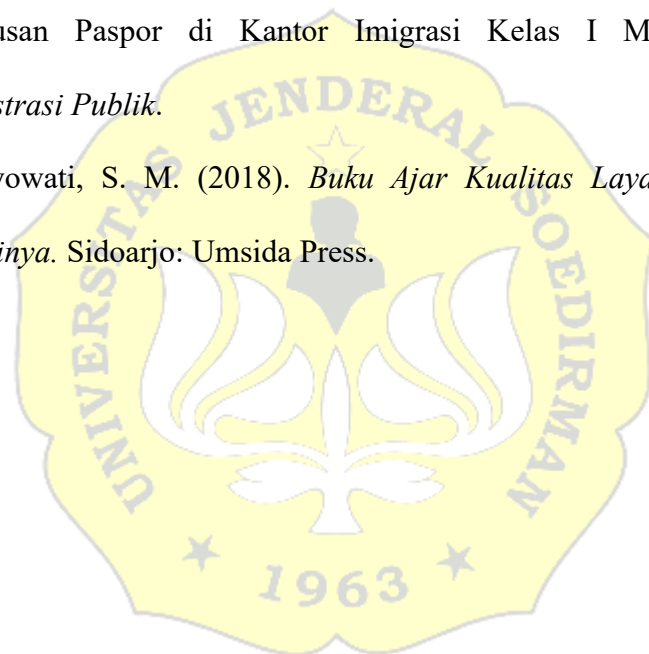 usan Paspor di Kantor Imigrasi Kelas I M
strasi Publik.
owati, S. M. (2018). Buku Ajar Kualitas Laya
inya. Sidoarjo: Umsida Press.
UNIVERSITAS JENDERAL SOEDIRMAN
1963